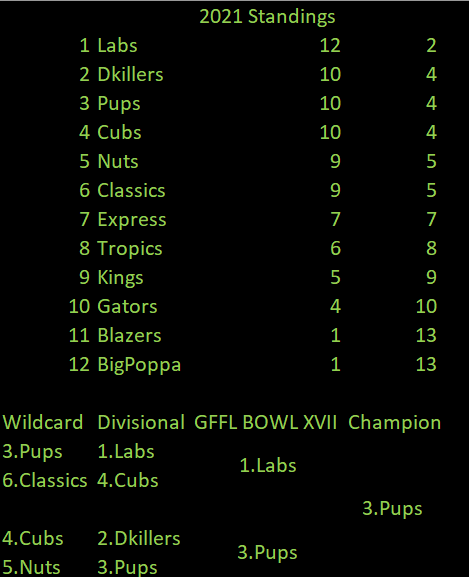 2021 Standings
1 Labs 12 2
2 Dkillers 10 4
3 Pups 10 4
4 Cubs 10 4
5 Nuts 9 5
6 Classics 9 5
7 Express 7 7
8 Tropics 6 8
9 Kings 5 9
10 Gators 4 10
11 Blazers 1 13
12 BigPoppa 1 13
Wildcard Divisional GFFL BOWL XVII Champion
3.Pups 1.Labs
1.Labs
6.Classics 4.Cubs
3.Pups
4.Cubs 2.Dkillers
3.Pups
5.Nuts 3.Pups